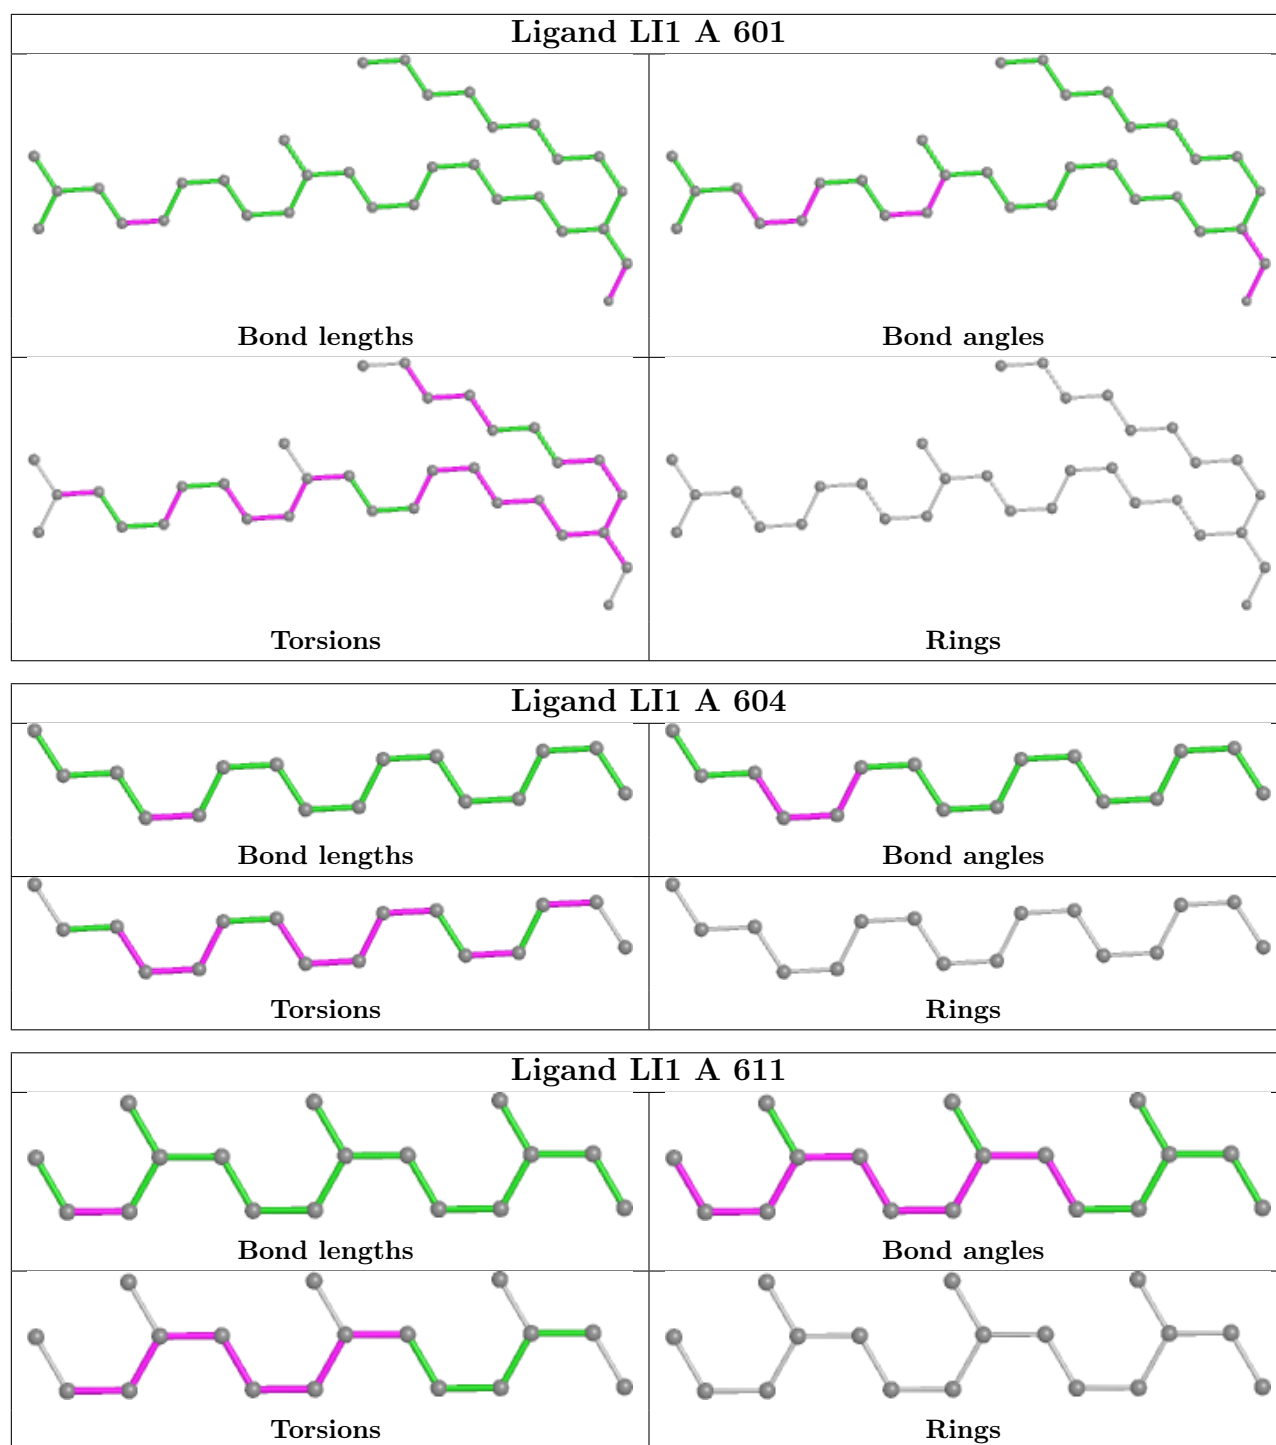 Ligand LI1 A 601
Bond lengths
Bond angles
Torsions
Rings
Ligand LI1 A 604
Bond lengths
Bond angles
Torsions
Rings
Ligand LI1 A 611
Bond lengths
Bond angles
Torsions
Rings